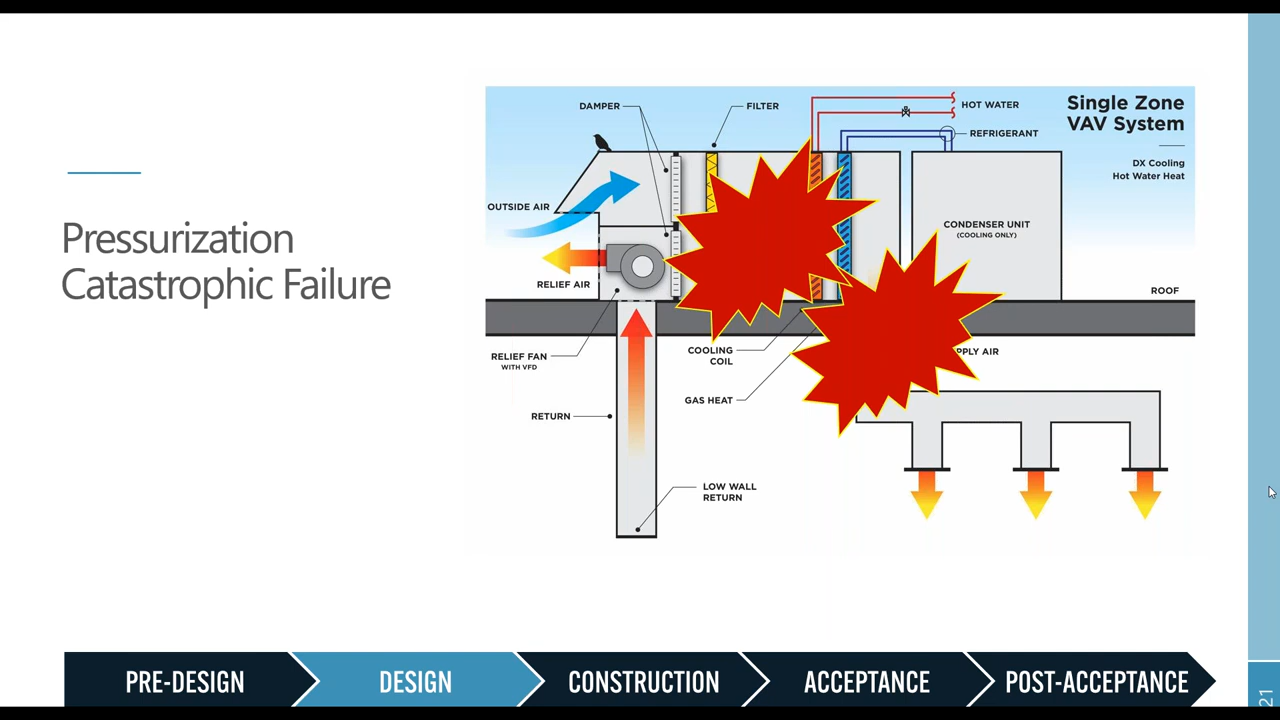 Pressurization
Catastrophic Failure
Single Zone
VAV System
DX Cooling
Hot Water Heat
DAMPER
FILTER
HOT WATER
REFRIGERANT
OUTSIDE AIR
CONDENSER UNIT
(COOLING ONLY)
RELIEF AIR
ROOF
RELIEF FAN
WITH VFD
COOLING
COIL
PPLY AIR
GAS HEAT
RETURN
LOW WALL
RETURN
PRE-DESIGN
DESIGN
CONSTRUCTION
ACCEPTANCE
POST-ACCEPTANCE
21